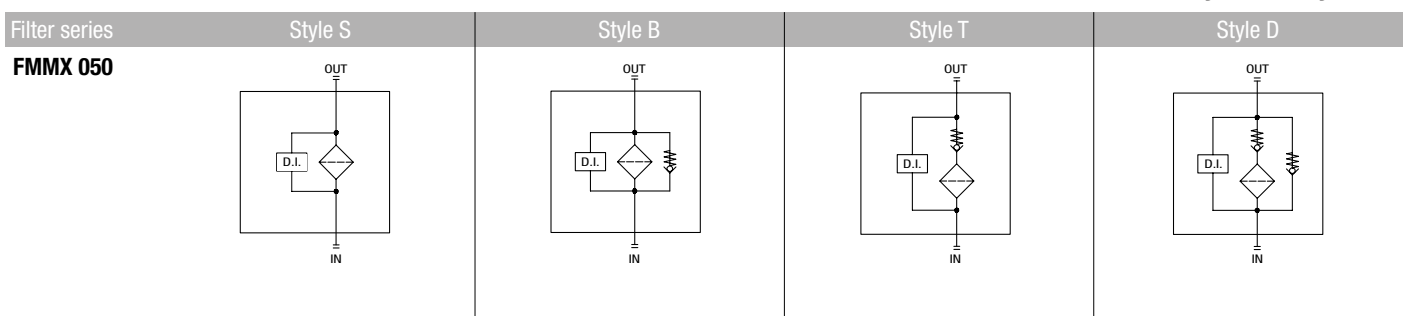 Filter series Style S Style B Style T Style D
FMMX 050
OUT OUT OUT OUT
D.I. D.I. D.I. D.I.
IN IN IN IN